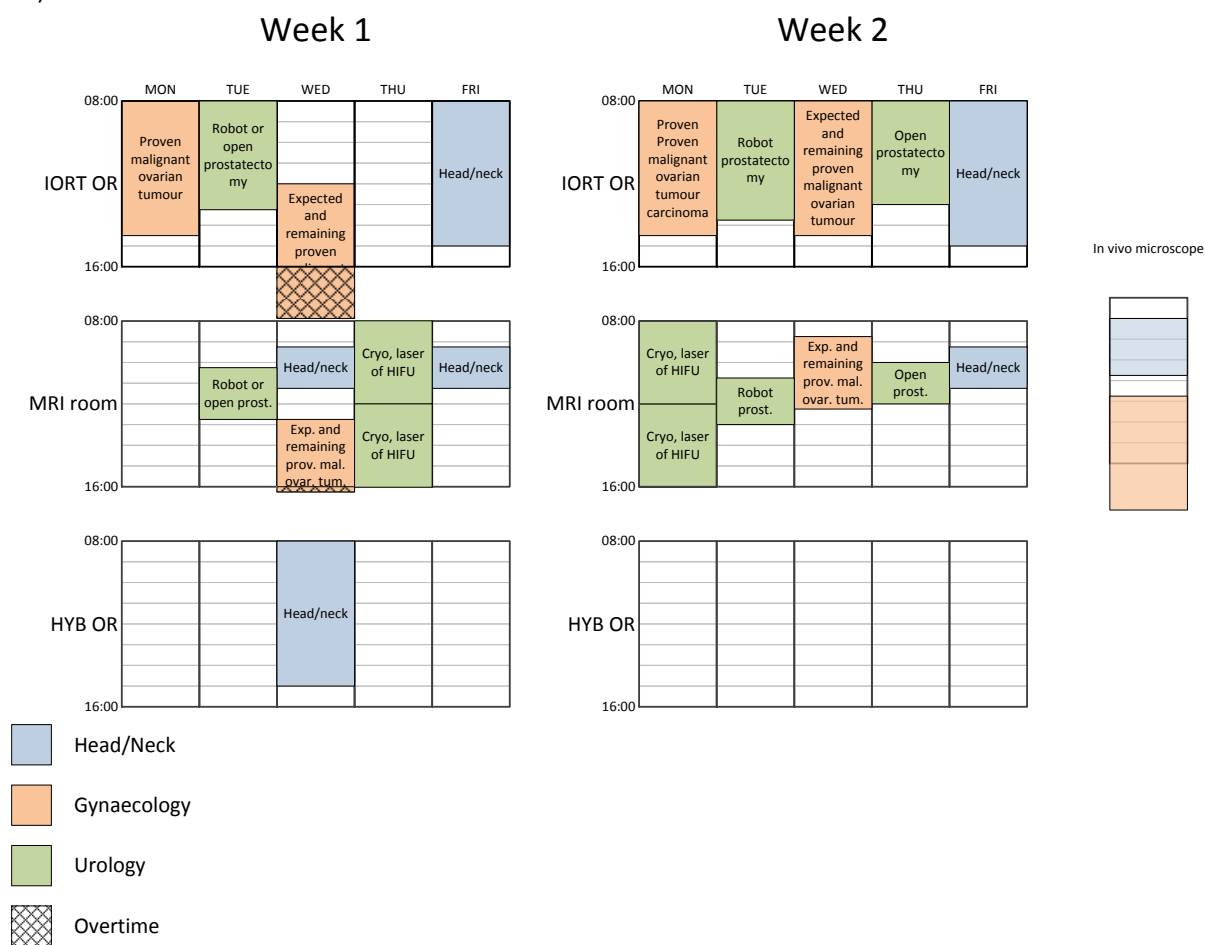 Week 1
Week 2
MON TUE WED THU FRI
MON TUE WED THU FRI
08:00
IORT OR
16:00
Proven
malignant
ovarian
tumour
Robot or
open
prostatecto
my
Expected
and
remaining
proven
Head/neck
08:00
IORT OR
16:00
Proven
Proven
malignant
ovarian
tumour
carcinoma
Robot
prostatecto
my
Expected
and
remaining
proven
malignant
ovarian
tumour
Open
prostatecto
my
Head/neck
In vivo microscope
08:00
MRI room
16:00
Robot or
open prost.
Head/neck
Exp. and
remaining
prov. mal.
ovar. tum.
Cryo, laser
of HIFU
Cryo, laser
of HIFU
Head/neck
08:00
MRI room
16:00
Cryo, laser
of HIFU
Cryo, laser
of HIFU
Robot
prost.
Exp. and
remaining
prov. mal.
ovar. tum.
Open
prost.
Head/neck
08:00
HYB OR
16:00
Head/neck
08:00
HYB OR
16:00
Head/Neck
Gynaecology
Urology
Overtime